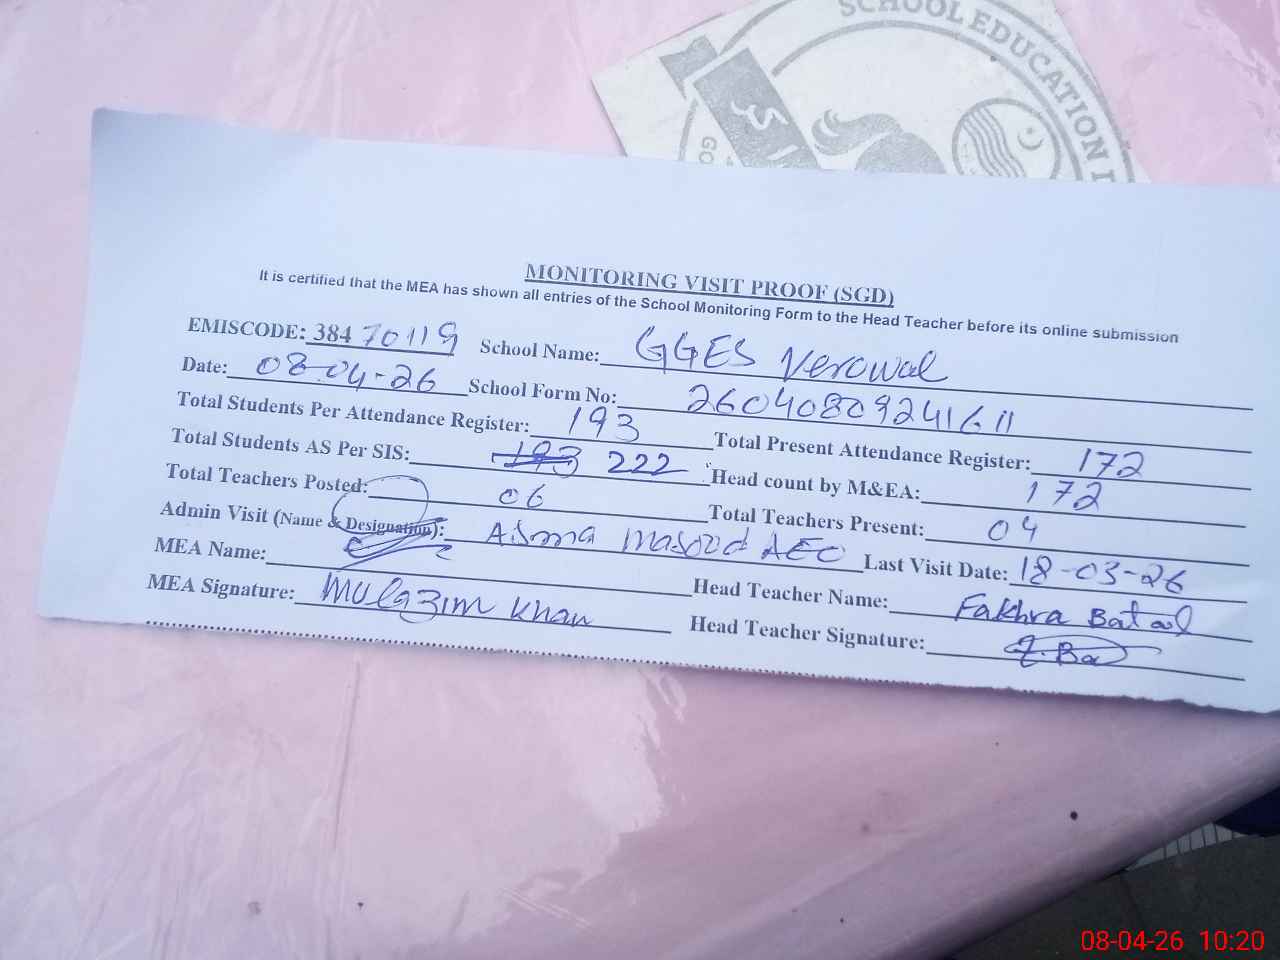 SCHOOL EDUCATION
GO
MONITORING VISIT PROOF (SGD)
It is certified that the MEA has shown all entries of the School Monitoring Form to the Head Teacher before its online submission
EMISCODE: 384 70119 School Name: GGES Verowal
Date: 08-04-26 School Form No: 26040809241611
Total Students Per Attendance Register: 193 Total Present Attendance Register: 172
Total Students AS Per SIS: 193 222 Head count by M&EA: 172
Total Teachers Posted: 06 Total Teachers Present: 04
Admin Visit (Name & Designation): Aisma Masood AEO Last Visit Date: 18-03-26
MEA Name: Head Teacher Name: Fakhra Batool
MEA Signature: Mulazim Khan Head Teacher Signature:
08-04-26 10:20